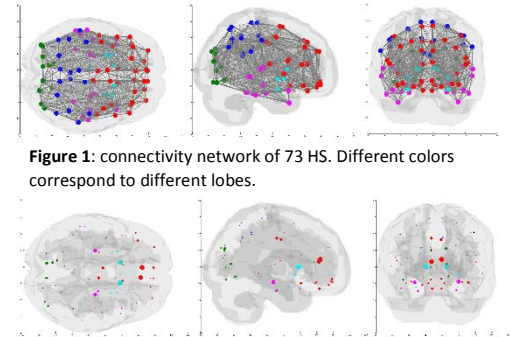 Figure 1: connectivity network of 73 HS. Different colors
correspond to different lobes.